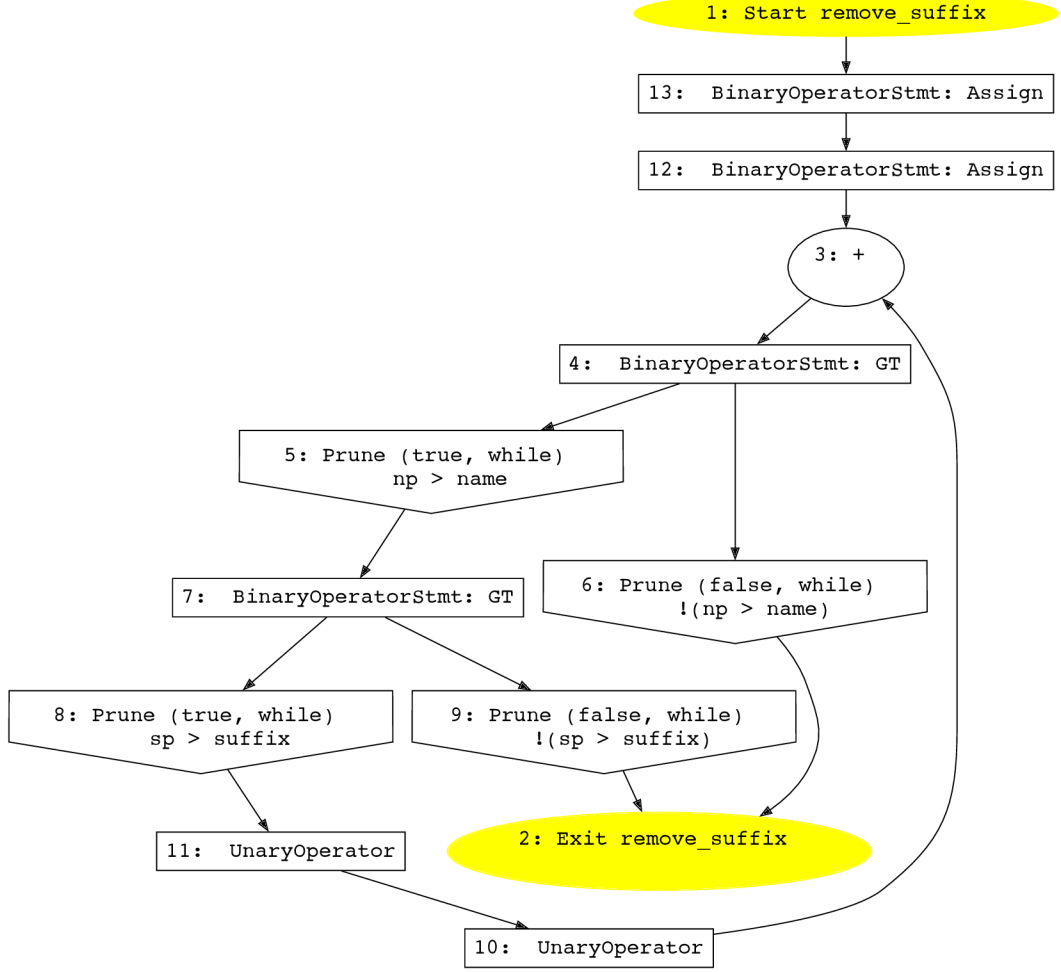 1: Start remove_suffix
13:  BinaryOperatorStmt: Assign
12:  BinaryOperatorStmt: Assign
3: +
4:  BinaryOperatorStmt: GT
5: Prune (true, while)
np > name
6: Prune (false, while)
!(np > name)
7:  BinaryOperatorStmt: GT
8: Prune (true, while)
sp > suffix
9: Prune (false, while)
!(sp > suffix)
2: Exit remove_suffix
11:  UnaryOperator
10:  UnaryOperator